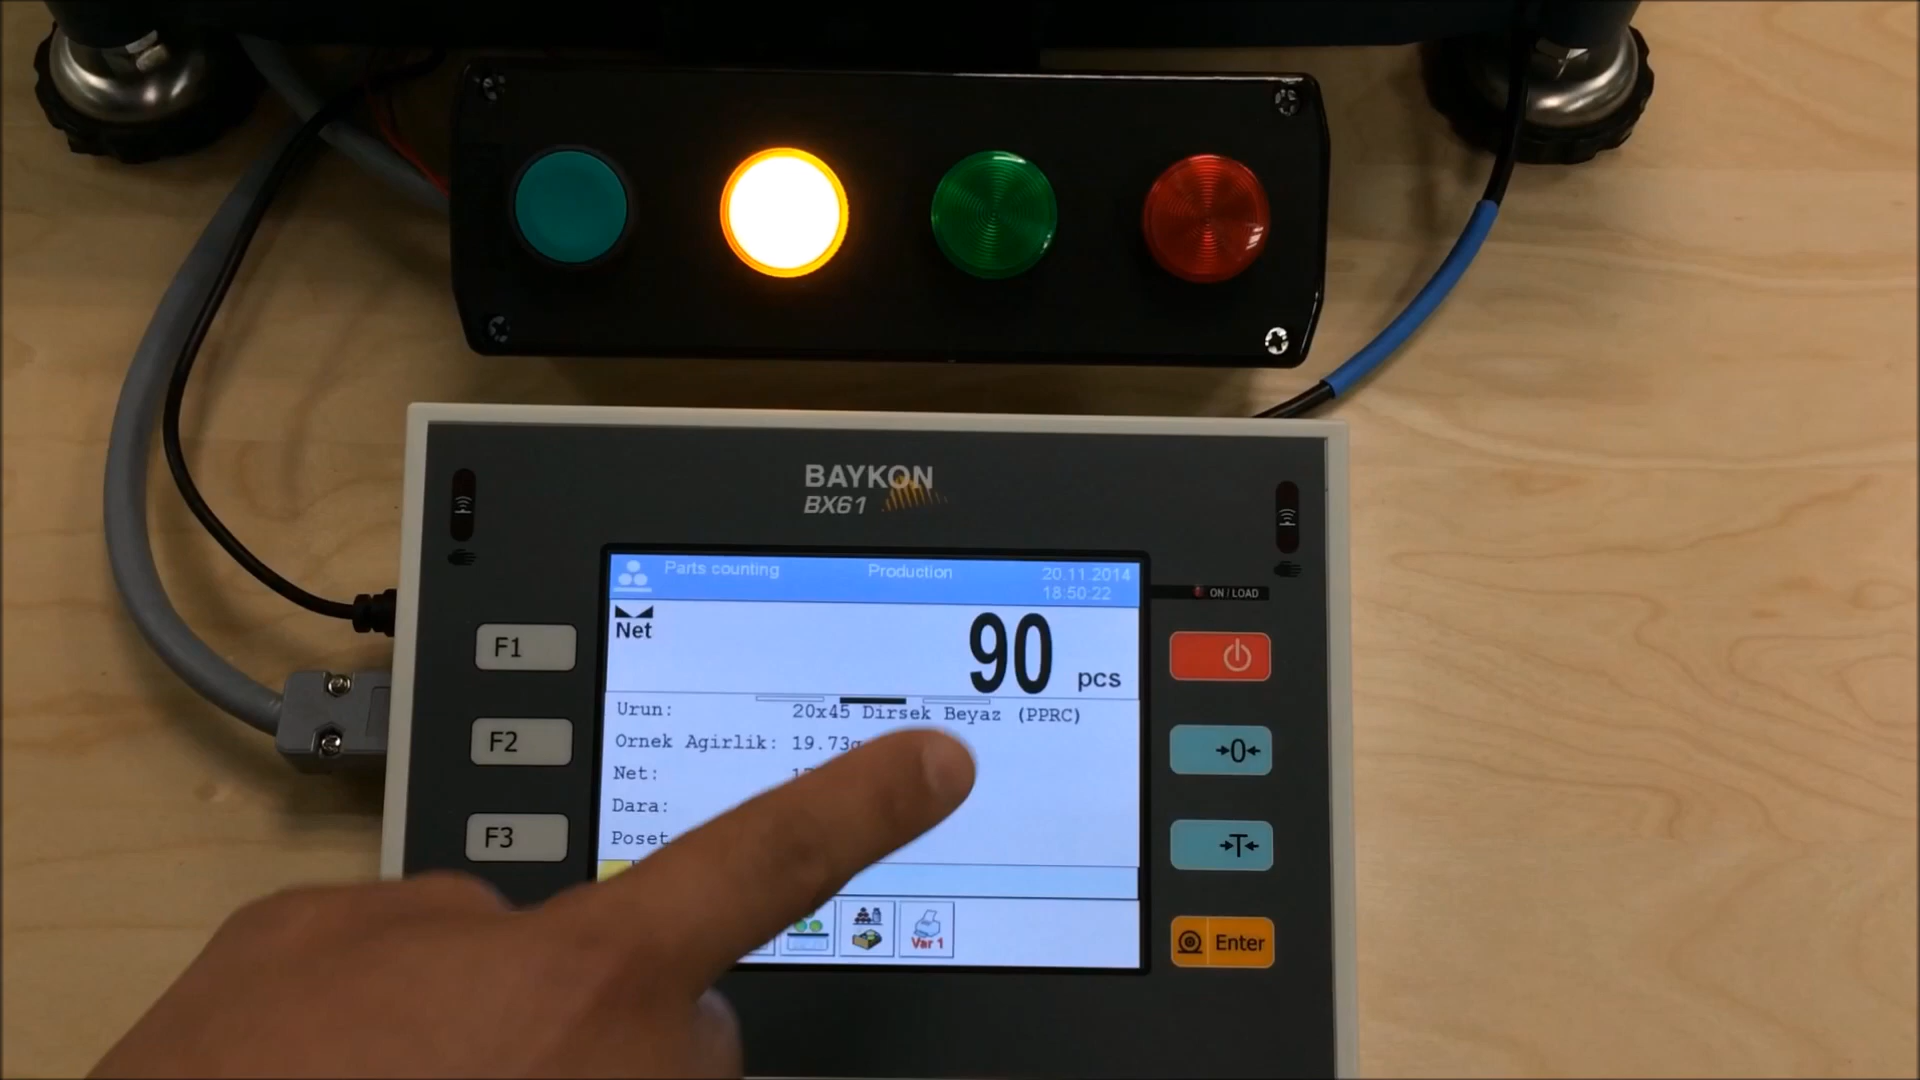 BAYKON
BX61
Parts counting Production 20.11.2014
18:50:22
ON / LOAD
Net
90 pcs
F1
F2
F3
Urun: 20x45 Dirsek Beyaz (PPRC)
Ornek Agirlik: 19.73g
Net:
Dara:
Poset
→0←
→T←
Var 1
Enter